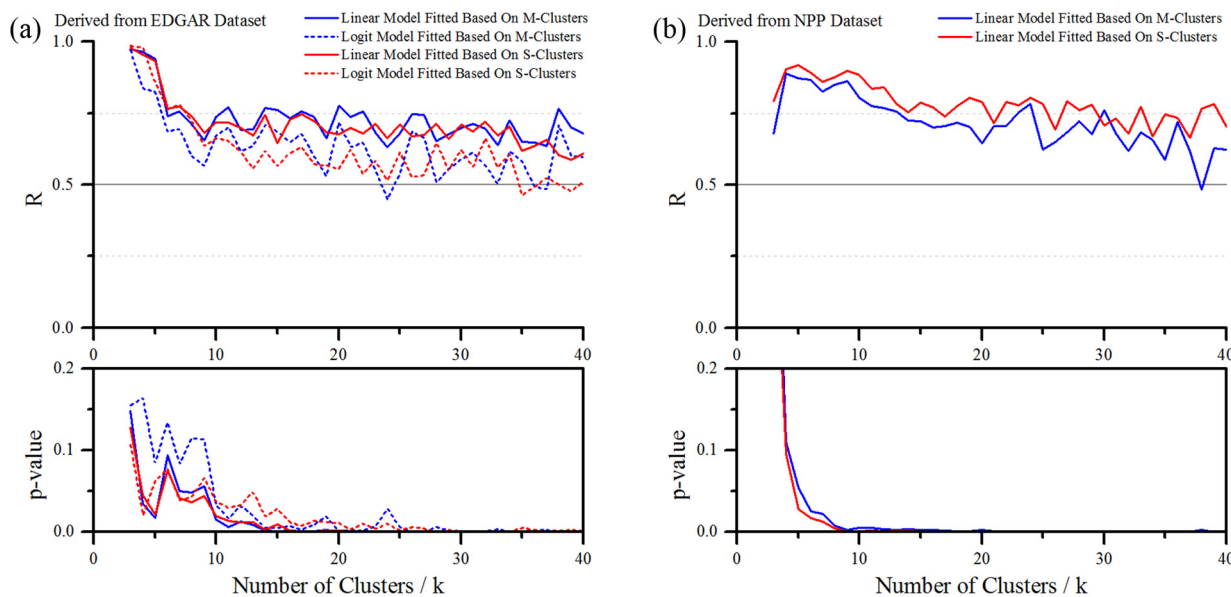 (a)
Derived from EDGAR Dataset
Linear Model Fitted Based On M-Clusters
Logit Model Fitted Based On M-Clusters
Linear Model Fitted Based On S-Clusters
Logit Model Fitted Based On S-Clusters
1.0
0.5
0.0
R
0 10 20 30 40
0.2
0.1
0.0
p-value
0 10 20 30 40
Number of Clusters / k
(b)
Derived from NPP Dataset
Linear Model Fitted Based On M-Clusters
Linear Model Fitted Based On S-Clusters
1.0
0.5
0.0
R
0 10 20 30 40
0.2
0.1
0.0
p-value
0 10 20 30 40
Number of Clusters / k